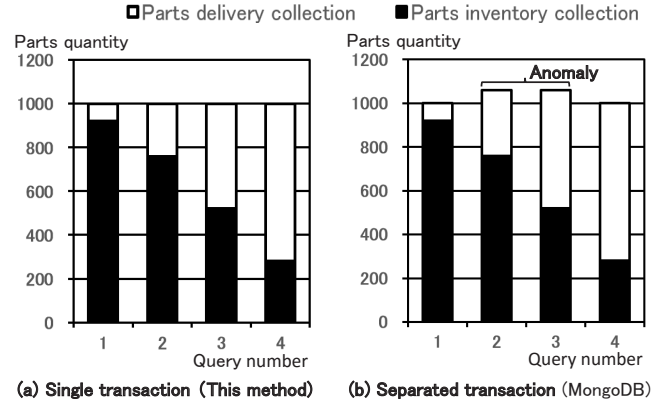 Parts delivery collection Parts inventory collection
Parts quantity
1200
1000
800
600
400
200
0
1 2 3 4
Query number
(a) Single transaction (This method)
Parts quantity
Anomaly
1200
1000
800
600
400
200
0
1 2 3 4
Query number
(b) Separated transaction (MongoDB)